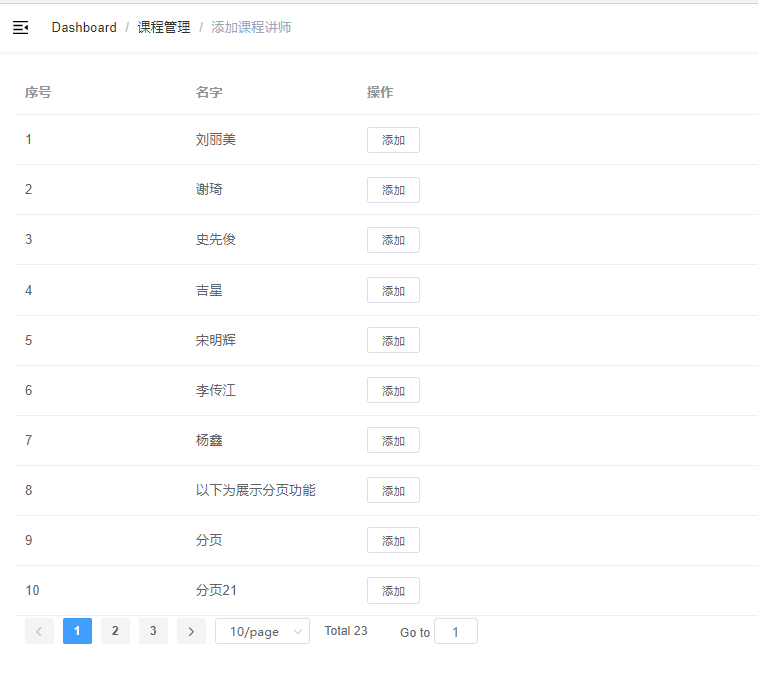 Dashboard / 课程管理 / 添加课程讲师
序号 名字 操作
1 刘丽美 添加
2 谢琦 添加
3 史先俊 添加
4 吉星 添加
5 宋明辉 添加
6 李传江 添加
7 杨鑫 添加
8 以下为展示分页功能 添加
9 分页 添加
10 分页21 添加
< 1 2 3 > 10/page Total 23 Go to 1